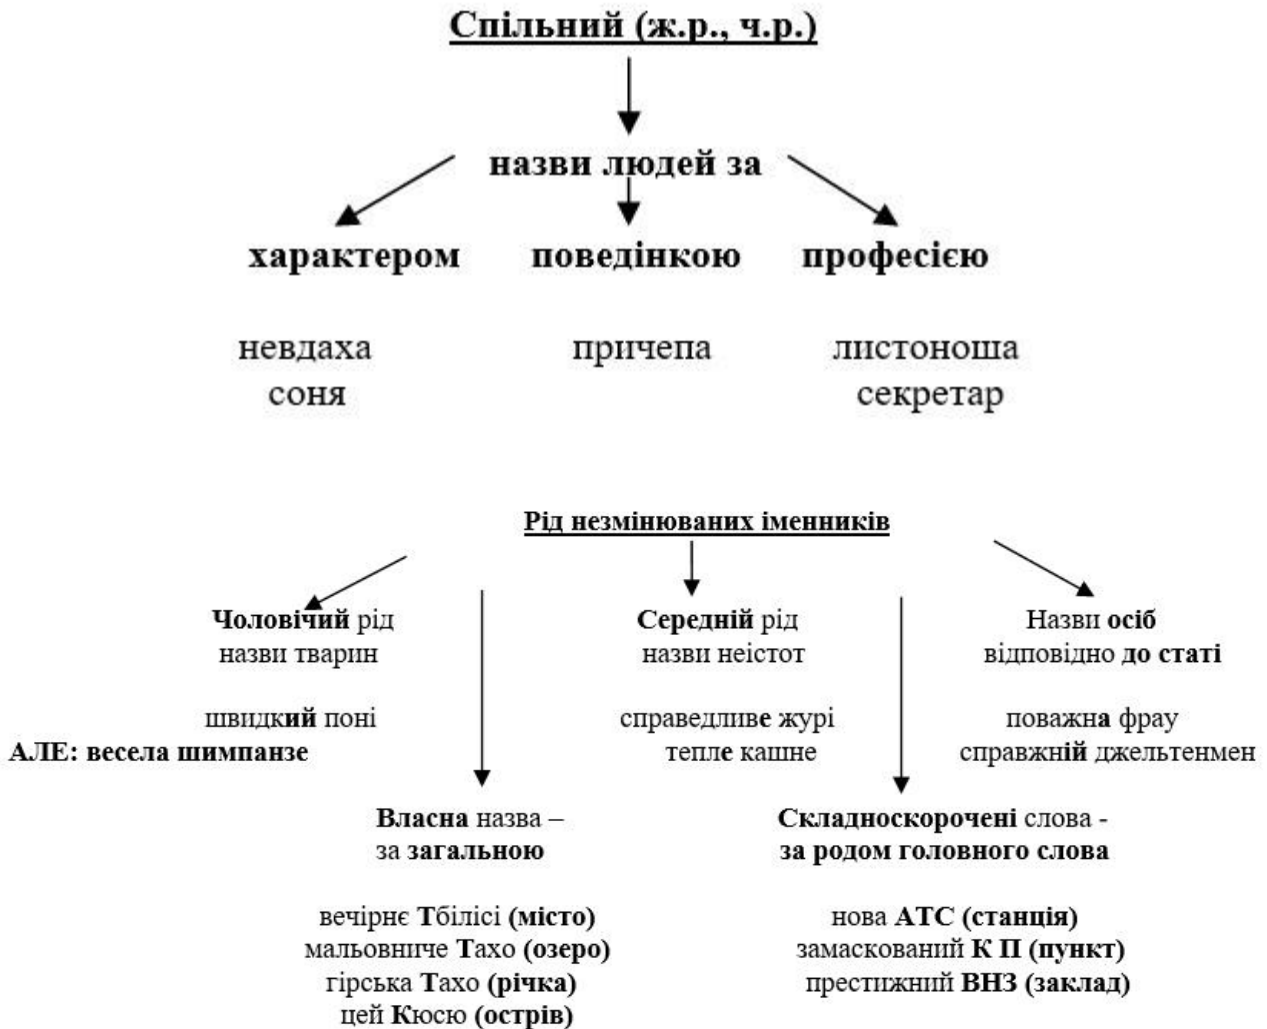 Спільний (ж.р., ч.р.)
назви людей за
характером поведінкою професією
невдаха причепа листоноша
соня секретар
Рід незмінюваних іменників
Чоловічий рід Середній рід Назви осіб
назви тварин назви неістот відповідно до статі
швидкий поні справедливе журі поважна фрау
АЛЕ: весела шимпанзе тепле кашне справжній джельтенмен
Власна назва – Складноскорочені слова -
за загальною за родом головного слова
вечірнє Тбілісі (місто) нова АТС (станція)
мальовниче Тахо (озеро) замаскований К П (пункт)
гірська Тахо (річка) престижний ВНЗ (заклад)
цей Кюсю (острів)